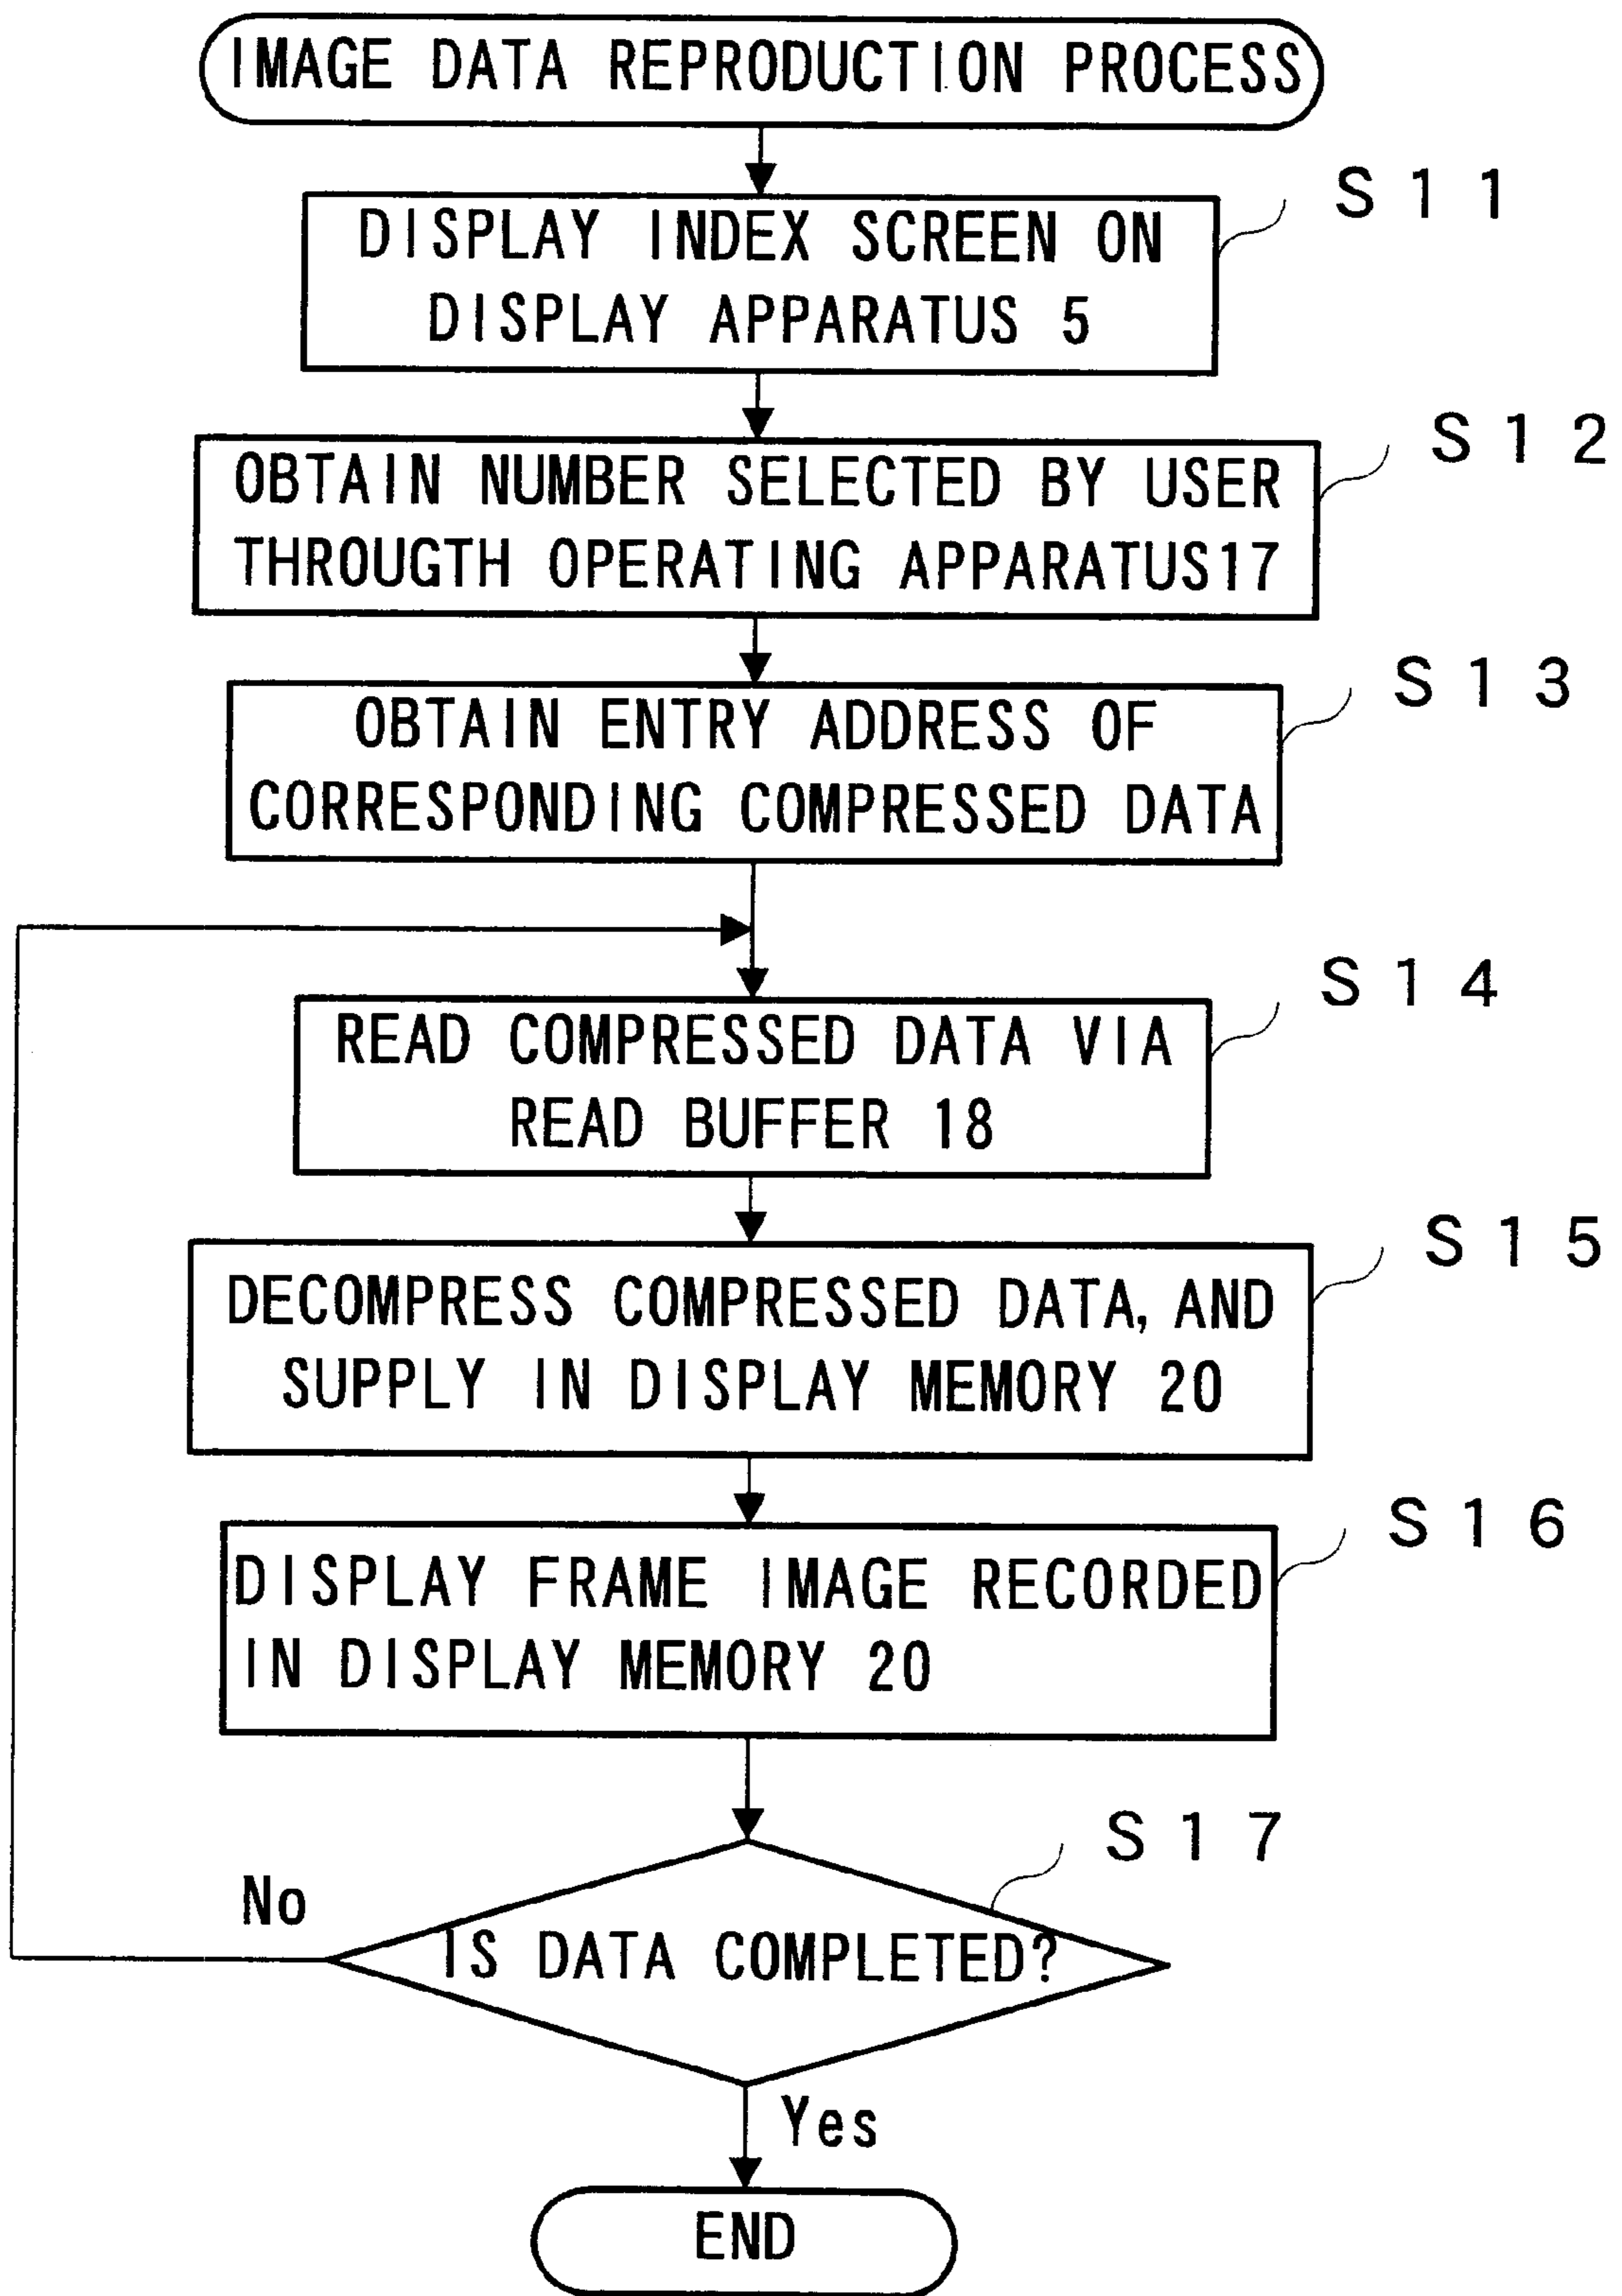 IMAGE DATA REPRODUCTION PROCESS
S11
DISPLAY INDEX SCREEN ON
DISPLAY APPARATUS 5
S12
OBTAIN NUMBER SELECTED BY USER
THROUGTH OPERATING APPARATUS17
S13
OBTAIN ENTRY ADDRESS OF
CORRESPONDING COMPRESSED DATA
S14
READ COMPRESSED DATA VIA
READ BUFFER 18
S15
DECOMPRESS COMPRESSED DATA, AND
SUPPLY IN DISPLAY MEMORY 20
S16
DISPLAY FRAME IMAGE RECORDED
IN DISPLAY MEMORY 20
S17
No
IS DATA COMPLETED?
Yes
END